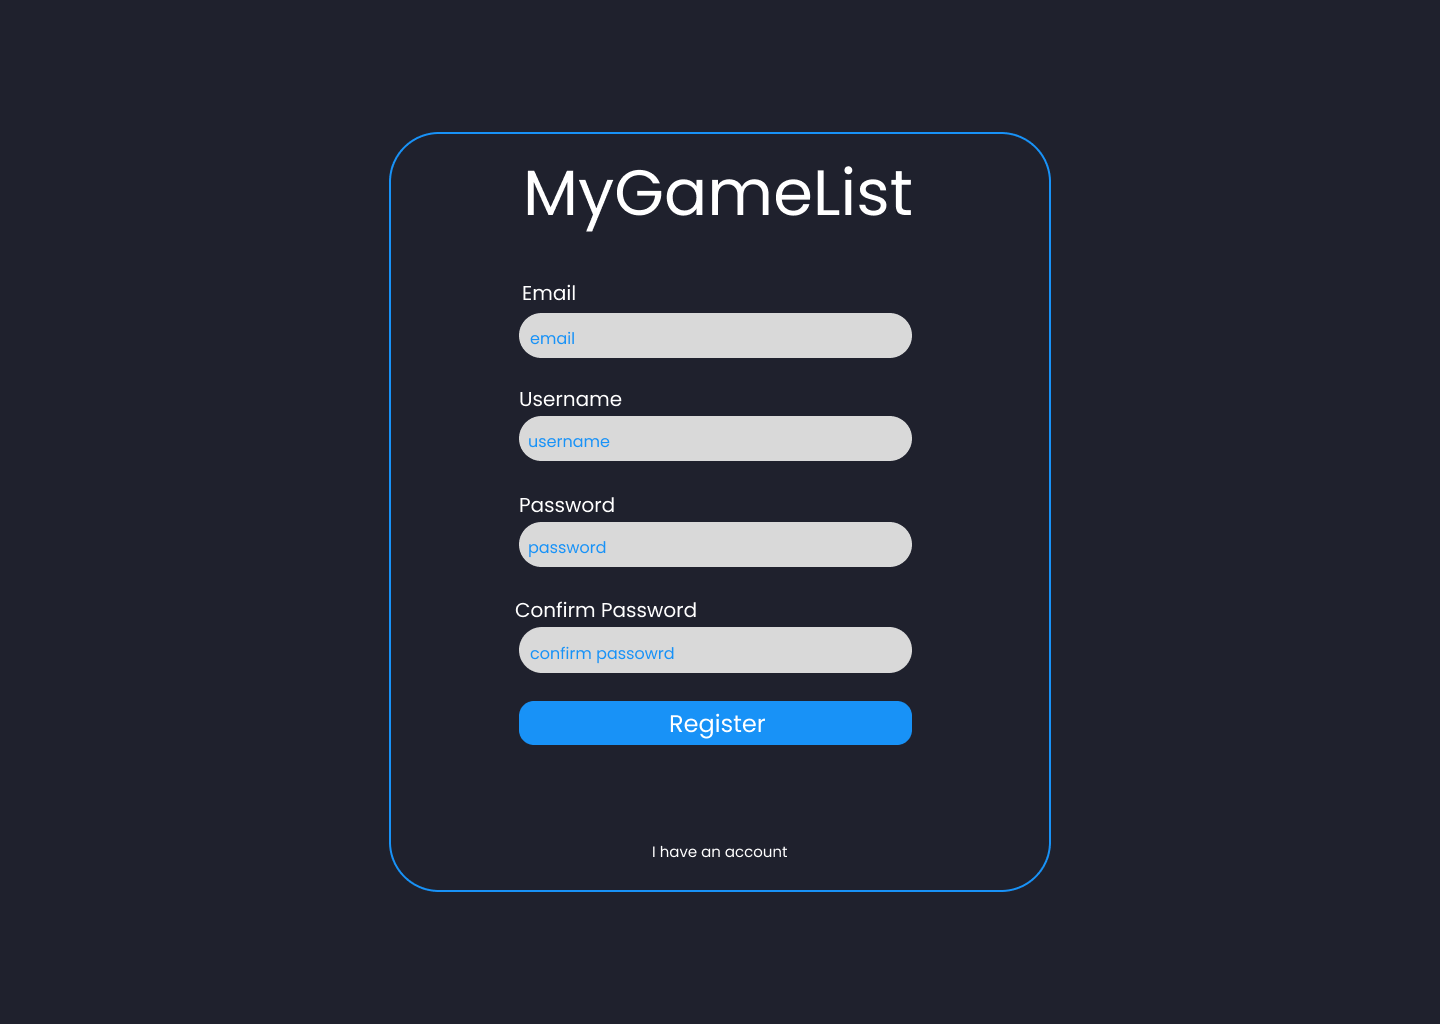 MyGameList
Email
email
Username
username
Password
password
Confirm Password
confirm passowrd
Register
I have an account